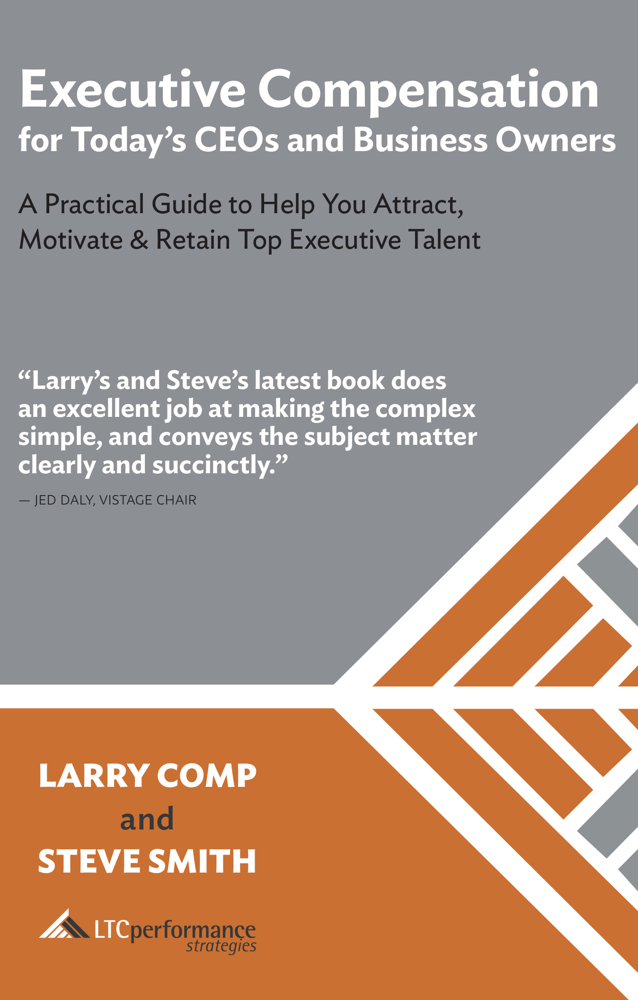 Executive Compensation
for Today’s CEOs and Business Owners
A Practical Guide to Help You Attract,
Motivate & Retain Top Executive Talent
“Larry’s and Steve’s latest book does
an excellent job at making the complex
simple, and conveys the subject matter
clearly and succinctly.”
— JED DALY, VISTAGE CHAIR
LARRY COMP
and
STEVE SMITH
LTCperformance
strategies